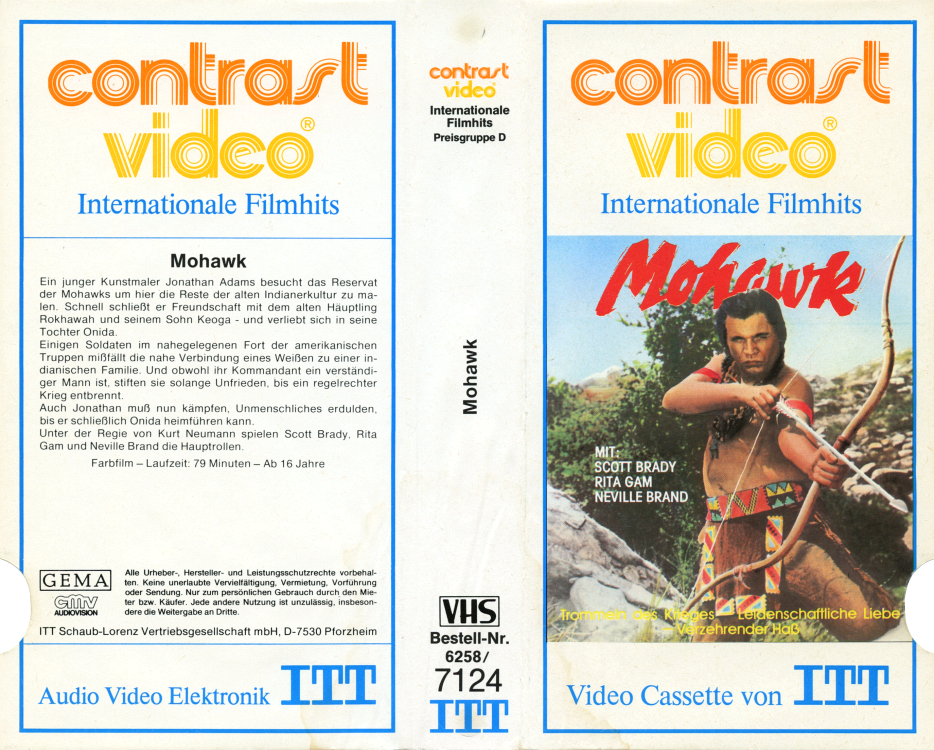 contrast
video®
Internationale Filmhits
Mohawk
Ein junger Kunstmaler Jonathan Adams besucht das Reservat
der Mohawks um hier die Reste der alten Indianerkultur zu ma-
len. Schnell schließt er Freundschaft mit dem alten Häuptling
Rokhawah und seinem Sohn Keoga - und verliebt sich in seine
Tochter Onida.
Einigen Soldaten im nahegelegenen Fort der amerikanischen
Truppen mißfällt die nahe Verbindung eines Weißen zu einer in-
dianischen Familie. Und obwohl ihr Kommandant ein verständi-
ger Mann ist, stiften sie solange Unfrieden, bis ein regelrechter
Krieg entbrennt.
Auch Jonathan muß nun kämpfen, Unmenschliches erdulden,
bis er schließlich Onida heimführen kann.
Unter der Regie von Kurt Neumann spielen Scott Brady, Rita
Gam und Neville Brand die Hauptrollen.
Farbfilm – Laufzeit: 79 Minuten – Ab 16 Jahre
GEMA
cmv
AUDIOVISION
Alle Urheber-, Hersteller- und Leistungsschutzrechte vorbehal-
ten. Keine unerlaubte Vervielfältigung, Vermietung, Vorführung
oder Sendung. Nur zum persönlichen Gebrauch durch den Mie-
ter bzw. Käufer. Jede andere Nutzung ist unzulässig, insbeson-
dere die Weitergabe an Dritte.
ITT Schaub-Lorenz Vertriebsgesellschaft mbH, D-7530 Pforzheim
Audio Video Elektronik ITT
contrast
video
Internationale
Filmhits
Preisgruppe D
Mohawk
VHS
Bestell-Nr.
6258/
7124
ITT
contrast
video®
Internationale Filmhits
Mohawk
MIT:
SCOTT BRADY
RITA GAM
NEVILLE BRAND
Trommeln des Krieges – Leidenschaftliche Liebe
– Verzehrender Haß
Video Cassette von ITT